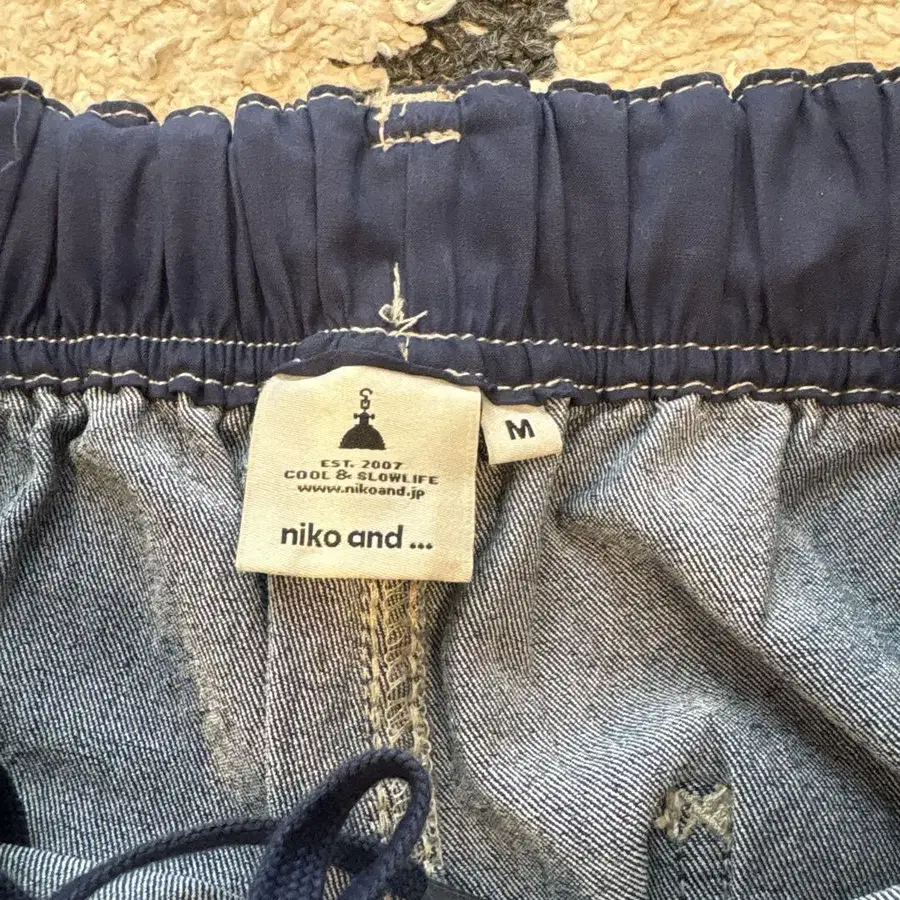 EST. 2007
COOL & SLOWLIFE
www.nikoand.jp
niko and ...
M